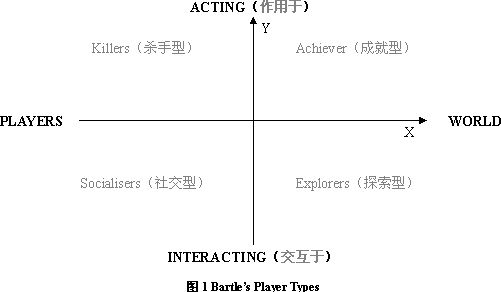 ACTING（作用于）
Y
Killers（杀手型）
Achiever（成就型）
PLAYERS
WORLD
X
Socialisers（社交型）
Explorers（探索型）
INTERACTING（交互于）
图 1 Bartle's Player Types